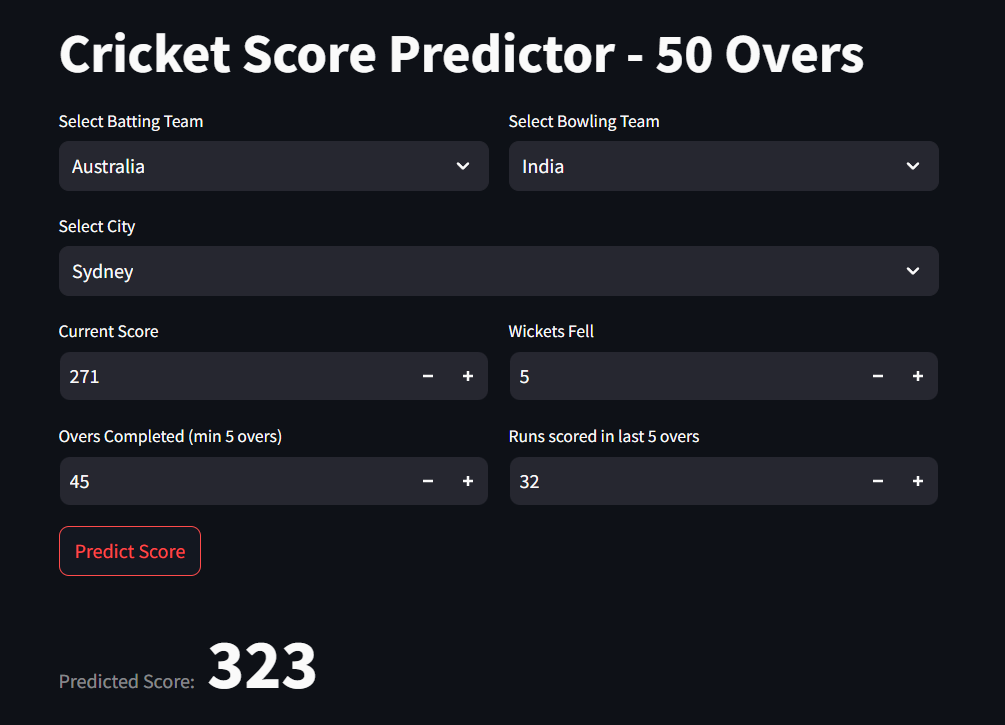 Cricket Score Predictor - 50 Overs
Select Batting Team
Select Bowling Team
Australia
India
Select City
Sydney
Current Score
Wickets Fell
271
5
Overs Completed (min 5 overs)
Runs scored in last 5 overs
45
32
Predict Score
Predicted Score: 323